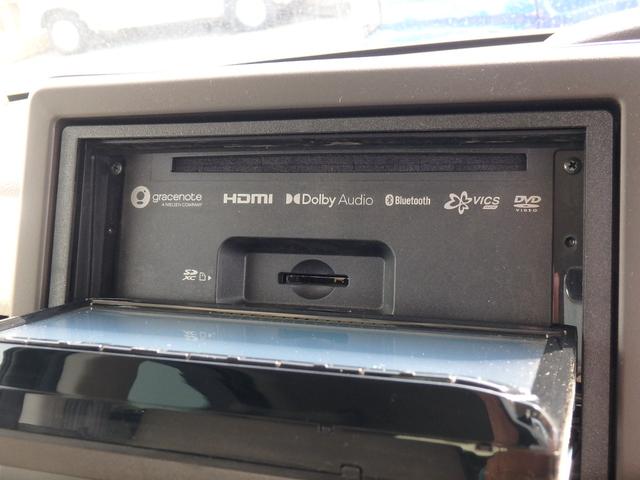 gracenote
A NIELSEN COMPANY
HDMI
Dolby Audio
Bluetooth
VICS
DVD
VIDEO
SD
XC